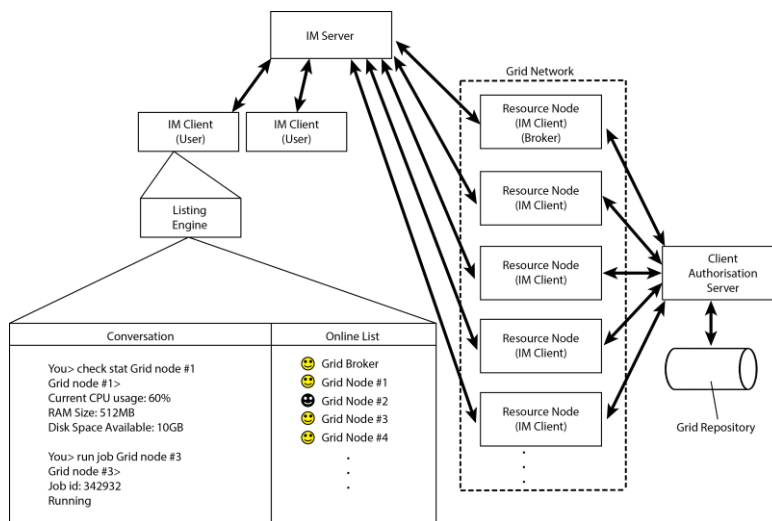 IM Server
IM Client
(User)
IM Client
(User)
Listing
Engine
Conversation
You> check stat Grid node #1
Grid node #1>
Current CPU usage: 60%
RAM Size: 512MB
Disk Space Available: 10GB
You> run job Grid node #3
Grid node #3>
Job id: 342932
Running
Online List
Grid Broker
Grid Node #1
Grid Node #2
Grid Node #3
Grid Node #4
.
.
.
Grid Network
Resource Node
(IM Client)
(Broker)
Resource Node
(IM Client)
Resource Node
(IM Client)
Resource Node
(IM Client)
Resource Node
(IM Client)
.
.
.
Client
Authorisation
Server
Grid Repository